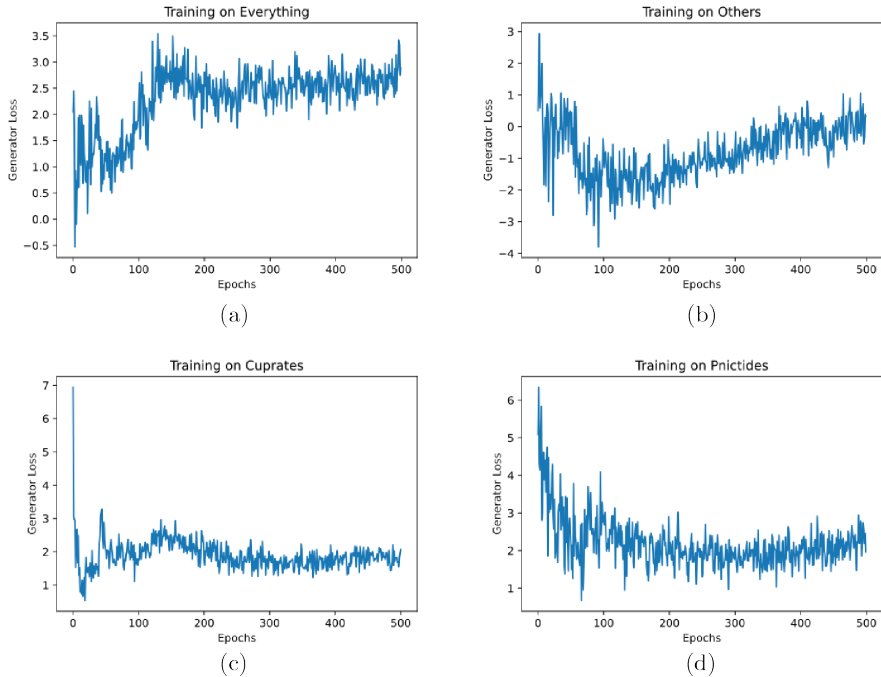 Training on Everything
Generator Loss
3.5
3.0
2.5
2.0
1.5
1.0
0.5
0.0
−0.5
0 100 200 300 400 500
Epochs
(a)
Training on Others
Generator Loss
3
2
1
0
−1
−2
−3
−4
0 100 200 300 400 500
Epochs
(b)
Training on Cuprates
Generator Loss
7
6
5
4
3
2
1
0 100 200 300 400 500
Epochs
(c)
Training on Pnictides
Generator Loss
6
5
4
3
2
1
0 100 200 300 400 500
Epochs
(d)